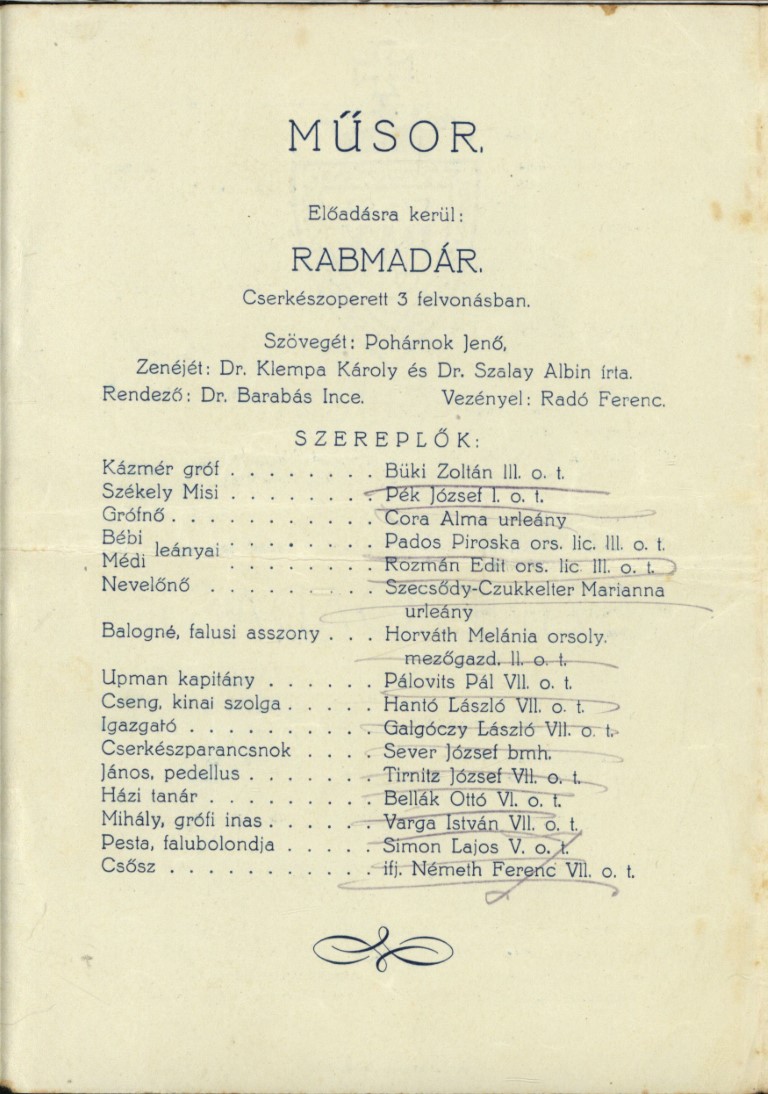 MŰSOR.
Előadásra kerül:
RABMADÁR.
Cserkészoperett 3 felvonásban.
Szövegét: Pohárnok Jenő,
Zenéjét: Dr. Klempa Károly és Dr. Szalay Albin írta.
Rendező: Dr. Barabás Ince. Vezényel: Radó Ferenc.
SZEREPLŐK:
Kázmér gróf . . . . . . . . Büki Zoltán III. o. t.
Székely Misi . . . . . . . . Pék József I. o. t.
Grófnő . . . . . . . . . . . Cora Alma urleány
Bébi leányai . . . . . . . . Pados Piroska ors. lic. III. o. t.
Médi . . . . . . . . Rozmán Edit ors. lic III. o. t.
Nevelőnő . . . . . . . . . Szecsődy-Czukkelter Marianna
urleány
Balogné, falusi asszony . . . Horváth Melánia orsoly.
mezőgazd. II. o. t.
Upman kapitány . . . . . . Pálovits Pál VII. o. t.
Cseng, kinai szolga . . . . . Hantó László VII. o. t.
Igazgató . . . . . . . . . . Galgóczy László VII. o. t.
Cserkészparancsnok . . . . Sever József bmh.
János, pedellus . . . . . . . Tirnitz József VII. o. t.
Házi tanár . . . . . . . . . Bellák Ottó VI. o. t.
Mihály, grófi inas . . . . . . Varga István VII. o. t.
Pesta, falubolondja . . . . . Simon Lajos V. o. t.
Csősz . . . . . . . . . . . ifj. Németh Ferenc VII. o. t.